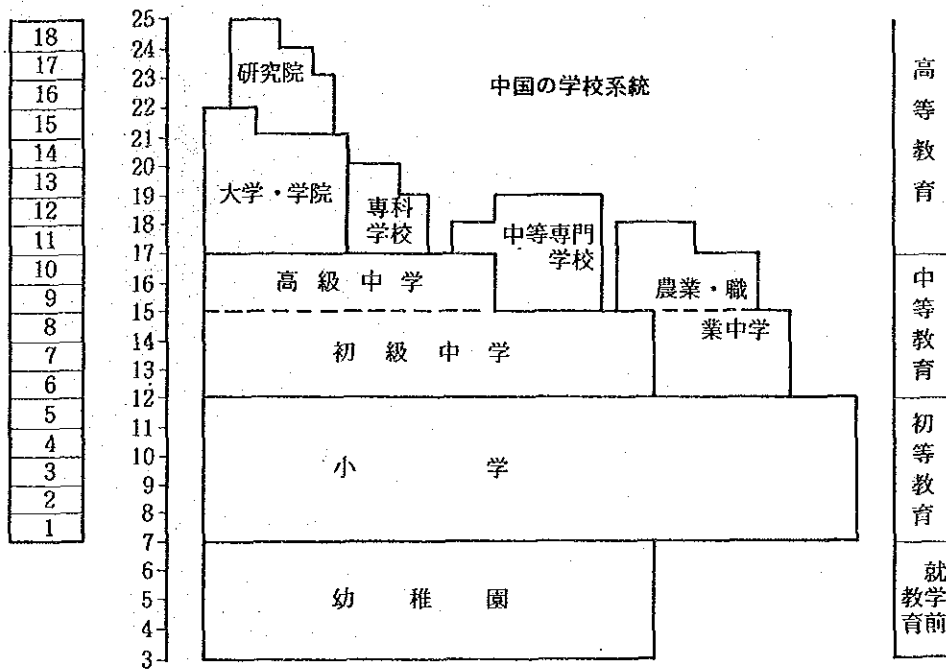 中国の学校系統
18
17
16
15
14
13
12
11
10
9
8
7
6
5
4
3
2
1
25
24
23
22
21
20
19
18
17
16
15
14
13
12
11
10
9
8
7
6
5
4
3
研究院
大学・学院
専科
学校
中等専門
学校
高級中学
農業・職
業中学
初級中学
小学
幼稚園
高等教育
中等教育
初等教育
就学前
教育